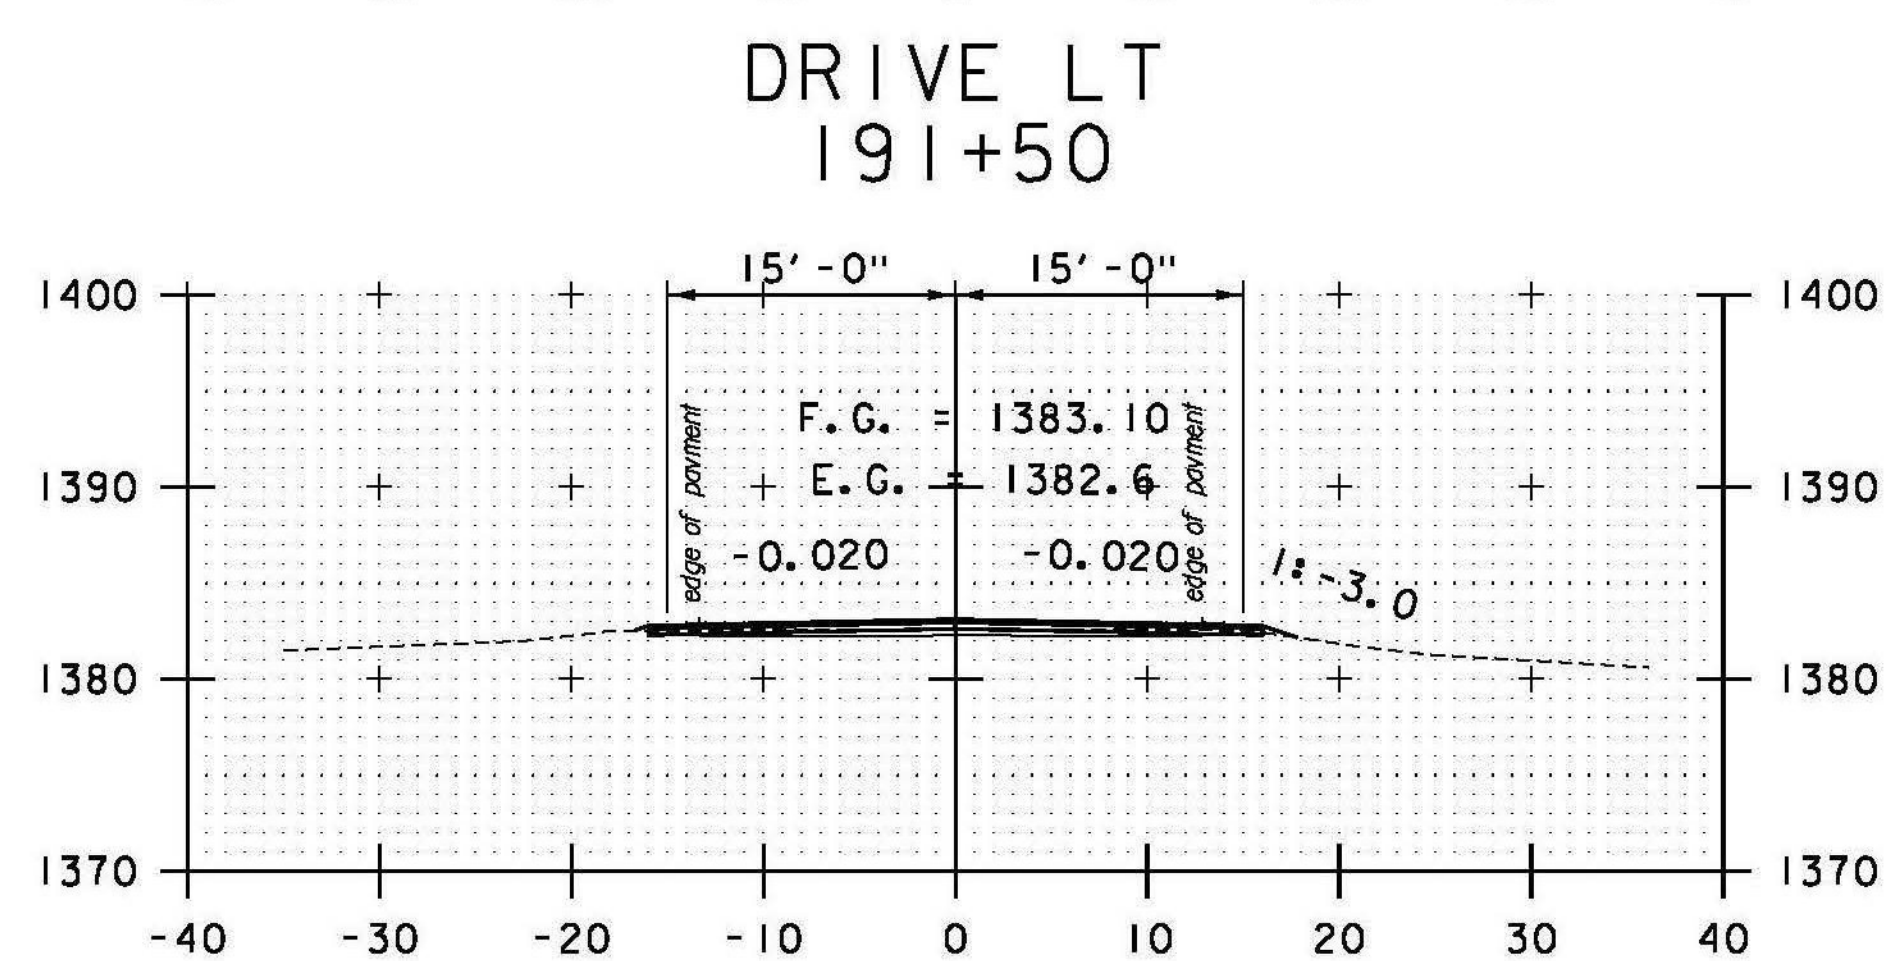 DRIVE LT
191+50
15'-0" 15'-0"
1400 1400
F.G. = 1383.10
edge of pavment edge of pavment
1390 E.G. = 1382.6 1390
-0.020 -0.020
1:-3.0
1380 1380
1370 1370
-40 -30 -20 -10 0 10 20 30 40